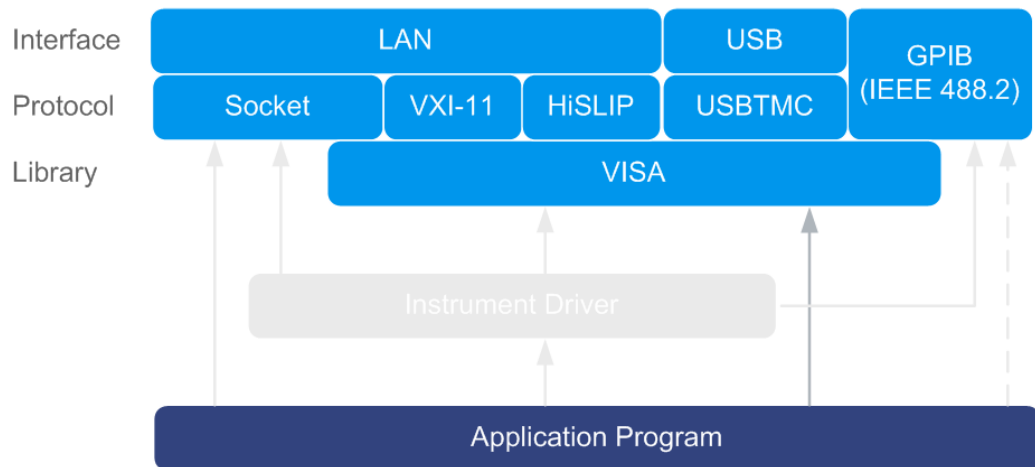 Interface
LAN
USB
GPIB
(IEEE 488.2)
Protocol
Socket
VXI-11
HiSLIP
USBTMC
Library
VISA
Instrument Driver
Application Program